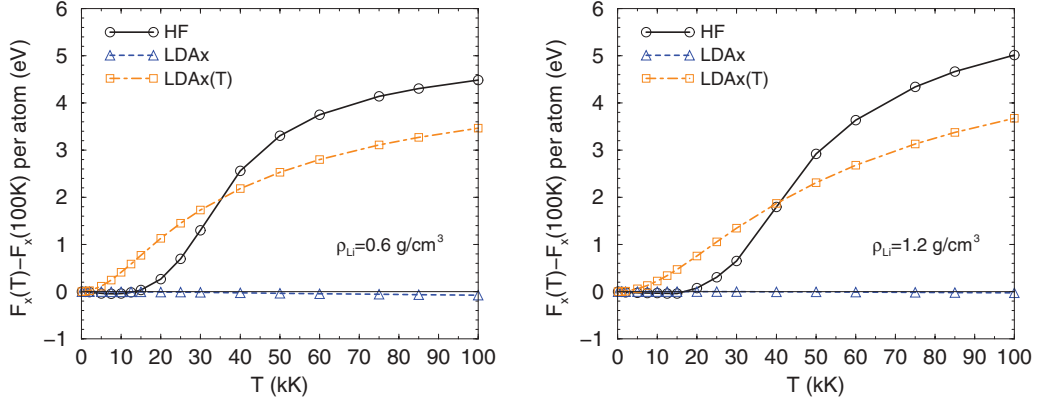 6
5
4
3
2
1
0
−1
F_x(T)−F_x(100K) per atom (eV)
HF
LDAx
LDAx(T)
ρ_Li=0.6 g/cm³
0 10 20 30 40 50 60 70 80 90 100
T (kK)
6
5
4
3
2
1
0
−1
F_x(T)−F_x(100K) per atom (eV)
HF
LDAx
LDAx(T)
ρ_Li=1.2 g/cm³
0 10 20 30 40 50 60 70 80 90 100
T (kK)